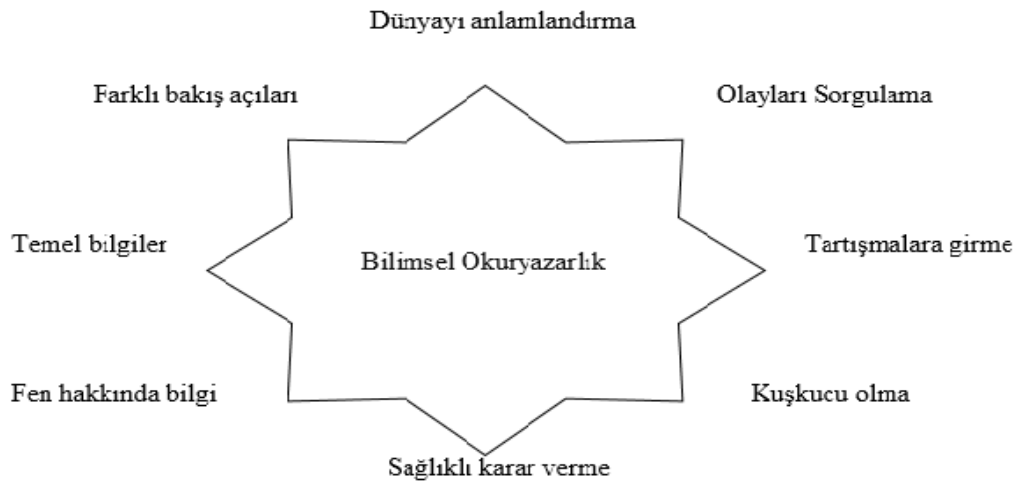 Dünyayı anlamlandırma
Farklı bakış açıları
Olayları Sorgulama
Temel bilgiler
Tartışmalara girme
Bilimsel Okuryazarlık
Fen hakkında bilgi
Kuşkucu olma
Sağlıklı karar verme